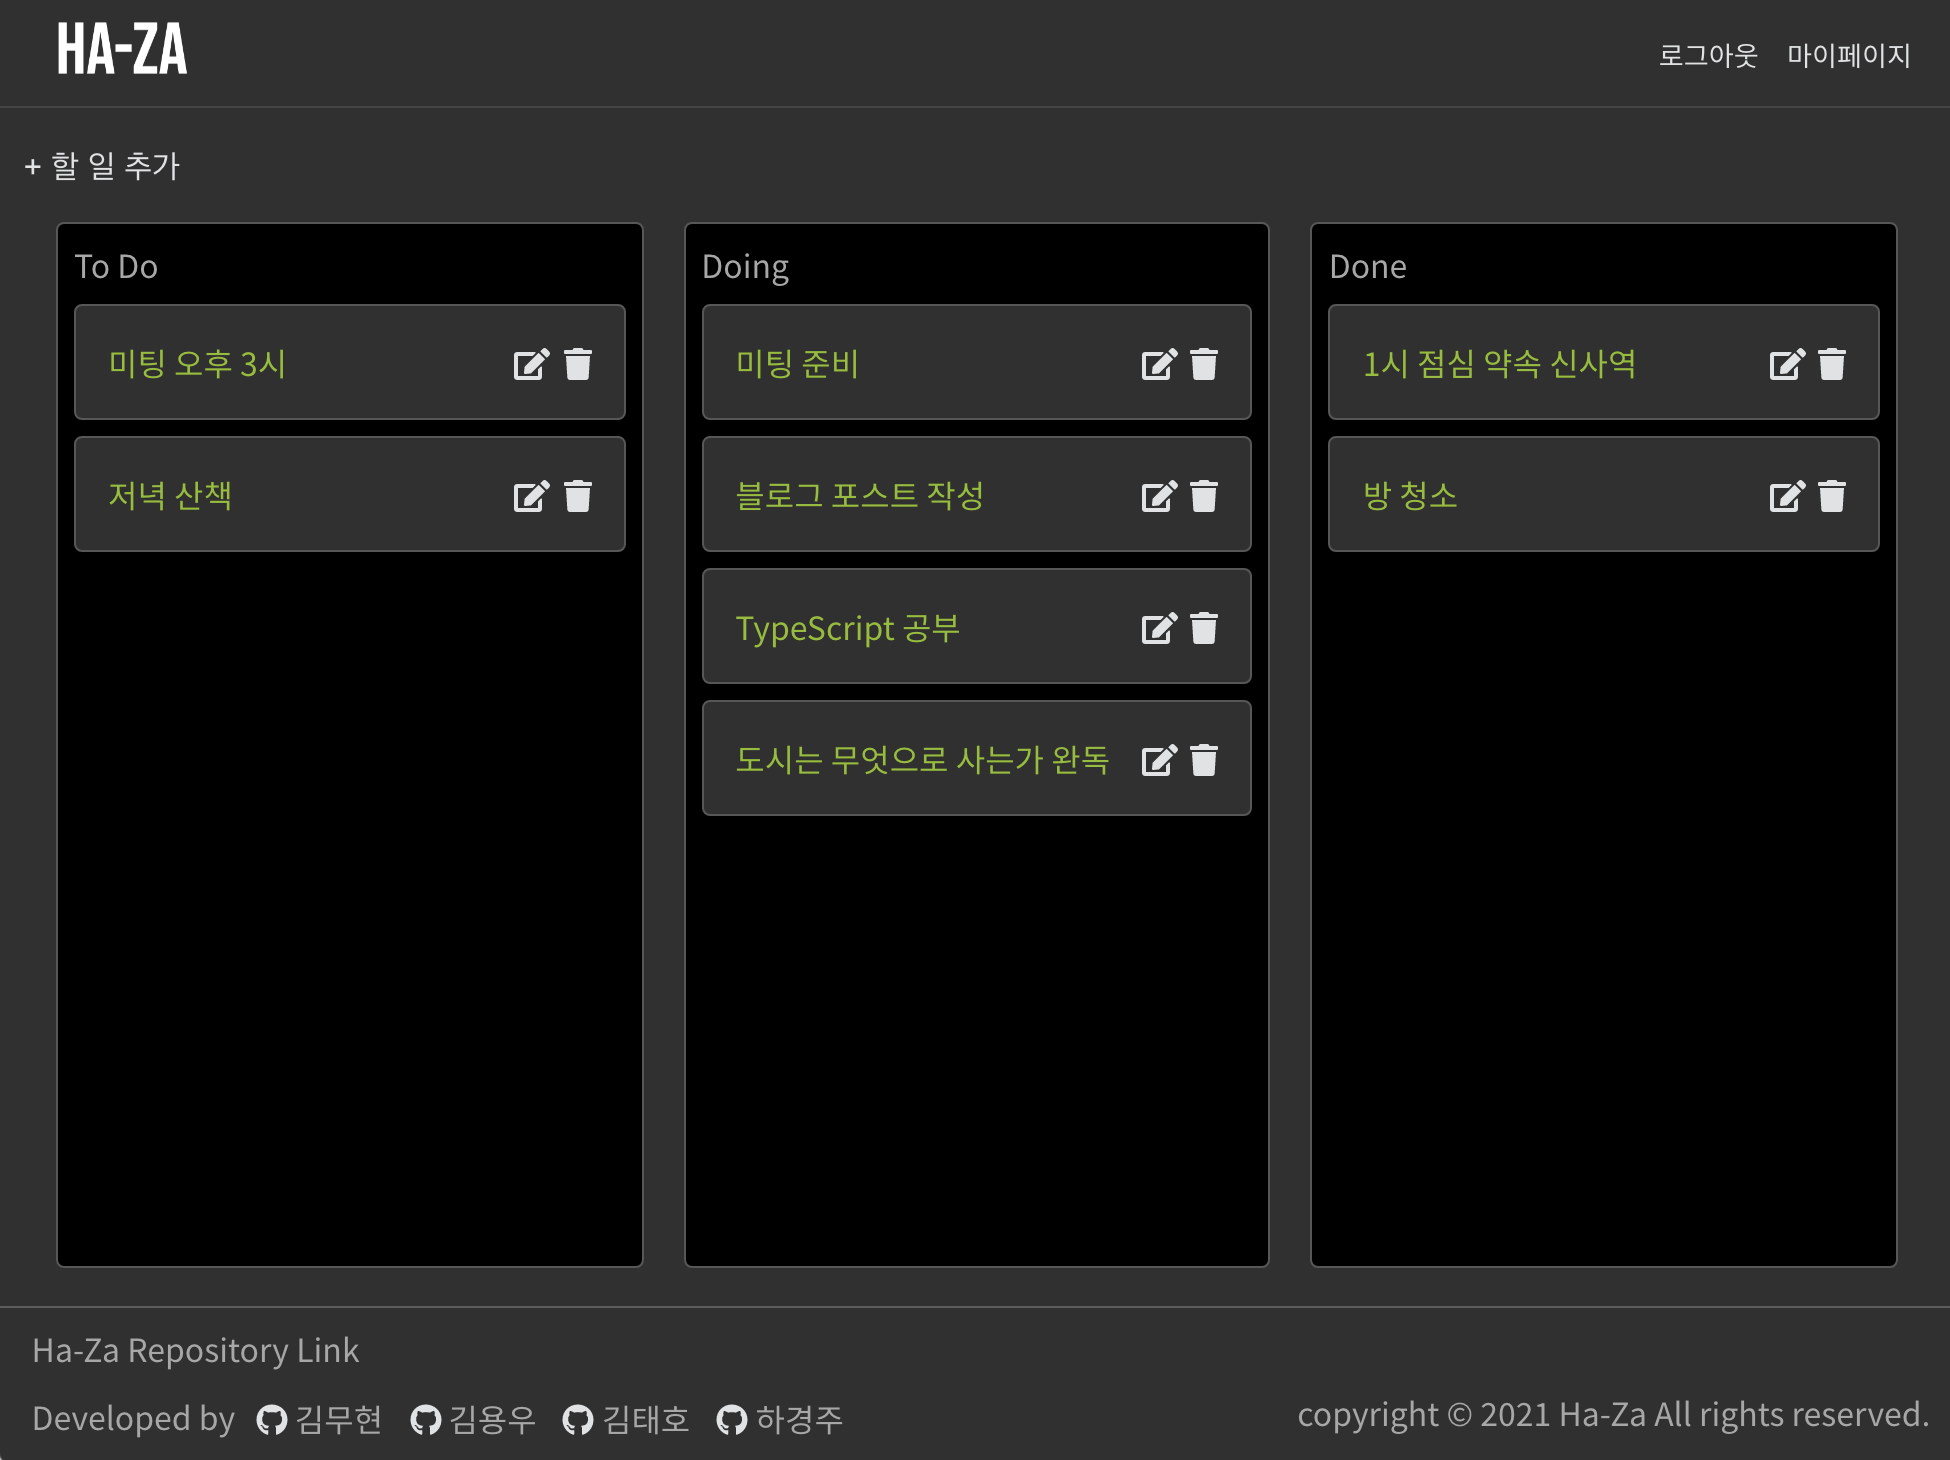 HA-ZA
로그아웃 마이페이지
+ 할 일 추가
To Do
미팅 오후 3시
저녁 산책
Doing
미팅 준비
블로그 포스트 작성
TypeScript 공부
도시는 무엇으로 사는가 완독
Done
1시 점심 약속 신사역
방 청소
Ha-Za Repository Link
Developed by 김무현 김용우 김태호 하경주
copyright © 2021 Ha-Za All rights reserved.